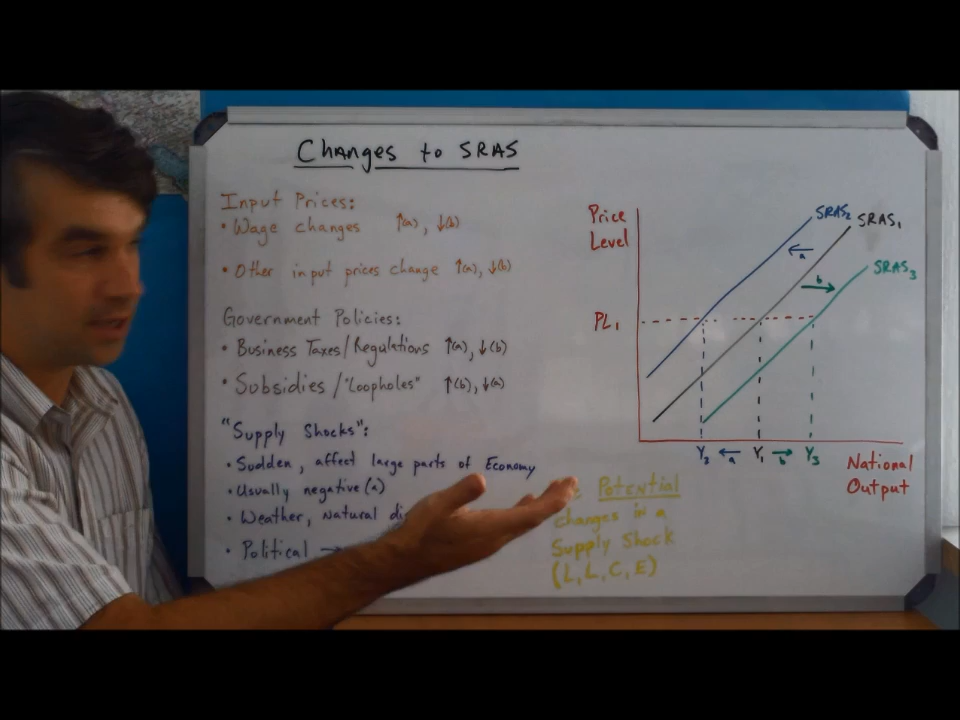 Changes to SRAS
Input Prices:
• Wage changes ↑(a), ↓(b)
• Other input prices change ↑(a), ↓(b)
Government Policies:
• Business Taxes/Regulations ↑(a), ↓(b)
• Subsidies/"Loopholes" ↑(b), ↓(a)
"Supply Shocks":
• Sudden, affect large parts of Economy
• Usually negative (a)
• Weather, Natural
• Political →
Price
Level
PL₁
SRAS₂
SRAS₁
SRAS₃
a
b
Y₂ ← a Y₁ → b Y₃
National
Output
Potential
changes in a
Supply Shock
(L, L, C, E)